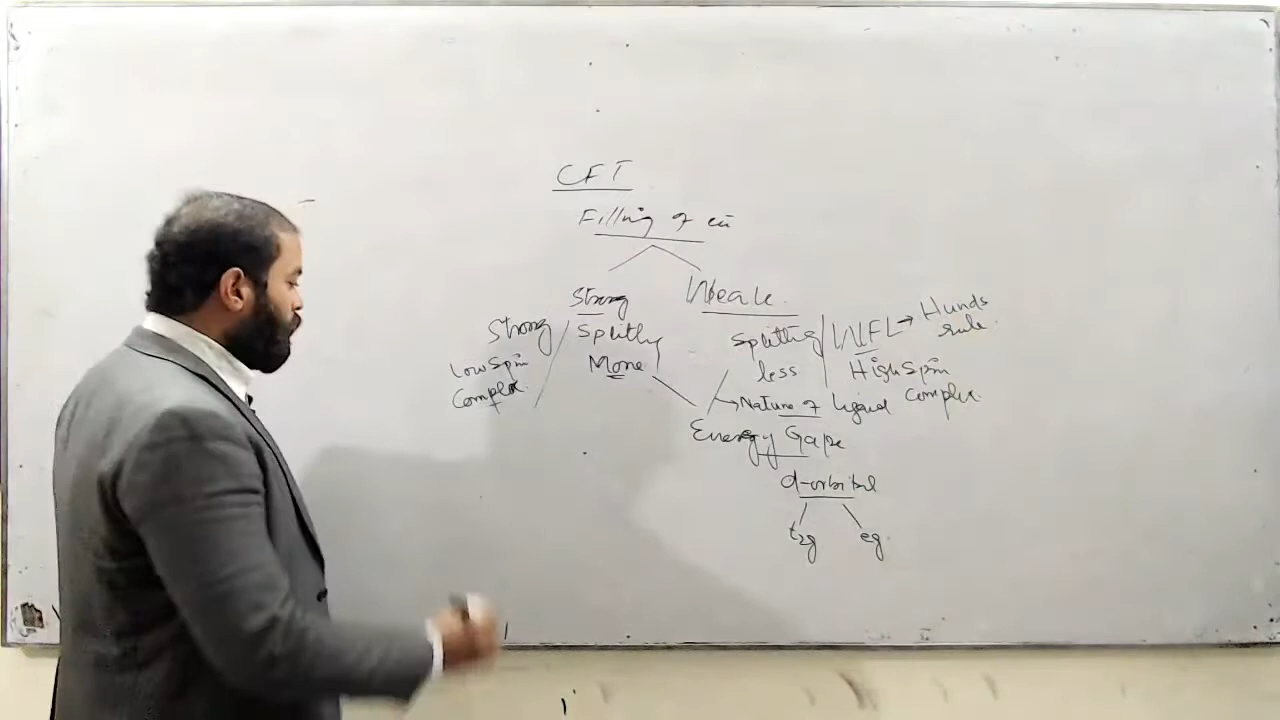 CFT
Filling of e⁻
Strong
Weak
Strong
Splitting
More
Low Spin
Complex
Splitting
less
WFL → Hunds
rule
High Spin
Complex
→ Nature of Ligand
Energy Gape
d-orbital
t2g
eg